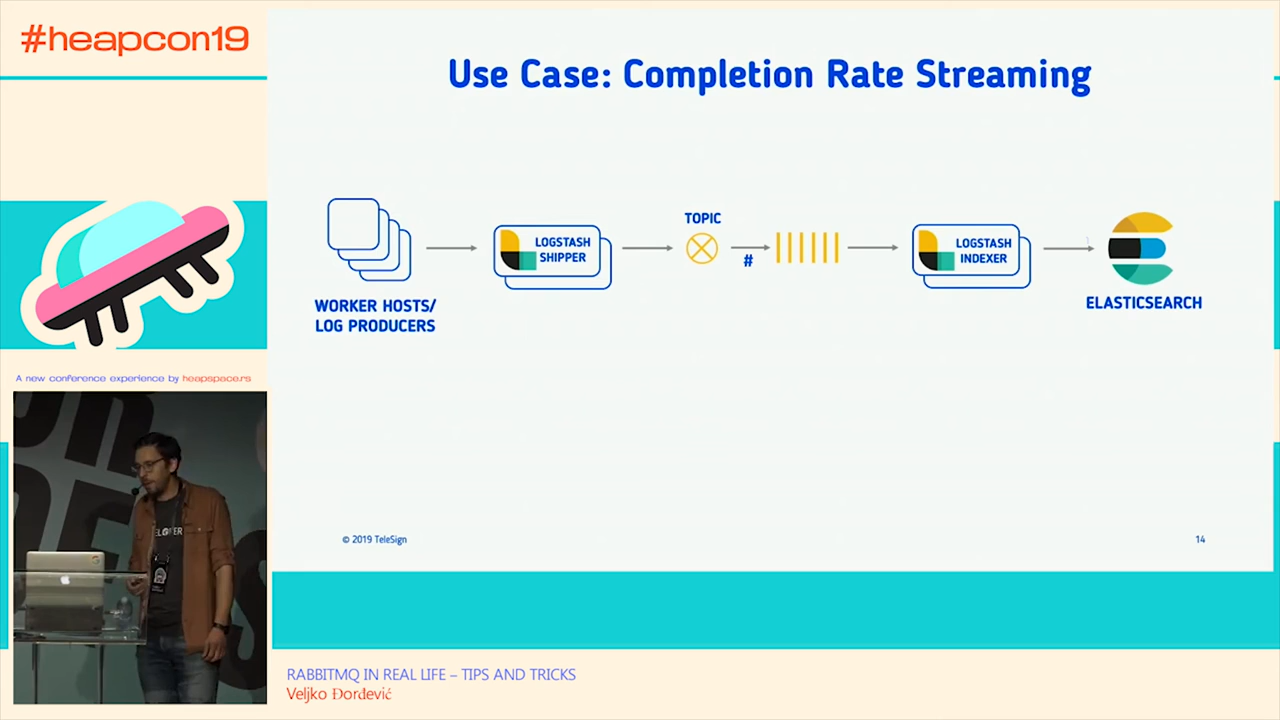 #heapcon19
Use Case: Completion Rate Streaming
TOPIC
LOGSTASH
SHIPPER
#
LOGSTASH
INDEXER
WORKER HOSTS/
LOG PRODUCERS
ELASTICSEARCH
A new conference experience by heapspace.rs
© 2019 TeleSign
14
RABBITMQ IN REAL LIFE – TIPS AND TRICKS
Veljko Đorđević